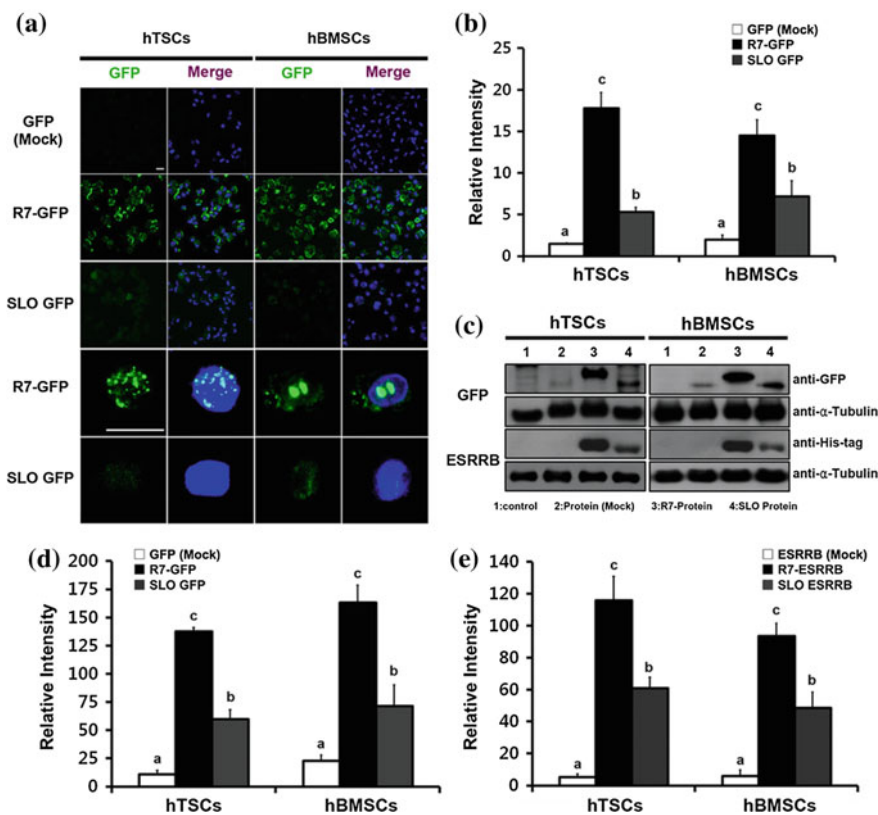 (a)
hTSCs hBMSCs
GFP Merge GFP Merge
GFP
(Mock)
R7-GFP
SLO GFP
R7-GFP
SLO GFP
(b)
GFP (Mock)
R7-GFP
SLO GFP
Relative Intensity
25
20
15
10
5
0
a c b a c b
hTSCs hBMSCs
(c)
hTSCs hBMSCs
1 2 3 4 1 2 3 4
GFP
anti-GFP
anti-α-Tubulin
ESRRB
anti-His-tag
anti-α-Tubulin
1:control 2:Protein (Mock) 3:R7-Protein 4:SLO Protein
(d)
GFP (Mock)
R7-GFP
SLO GFP
Relative Intensity
200
175
150
125
100
75
50
25
0
a c b a c b
hTSCs hBMSCs
(e)
ESRRB (Mock)
R7-ESRRB
SLO ESRRB
Relative Intensity
140
120
100
80
60
40
20
0
a c b a c b
hTSCs hBMSCs